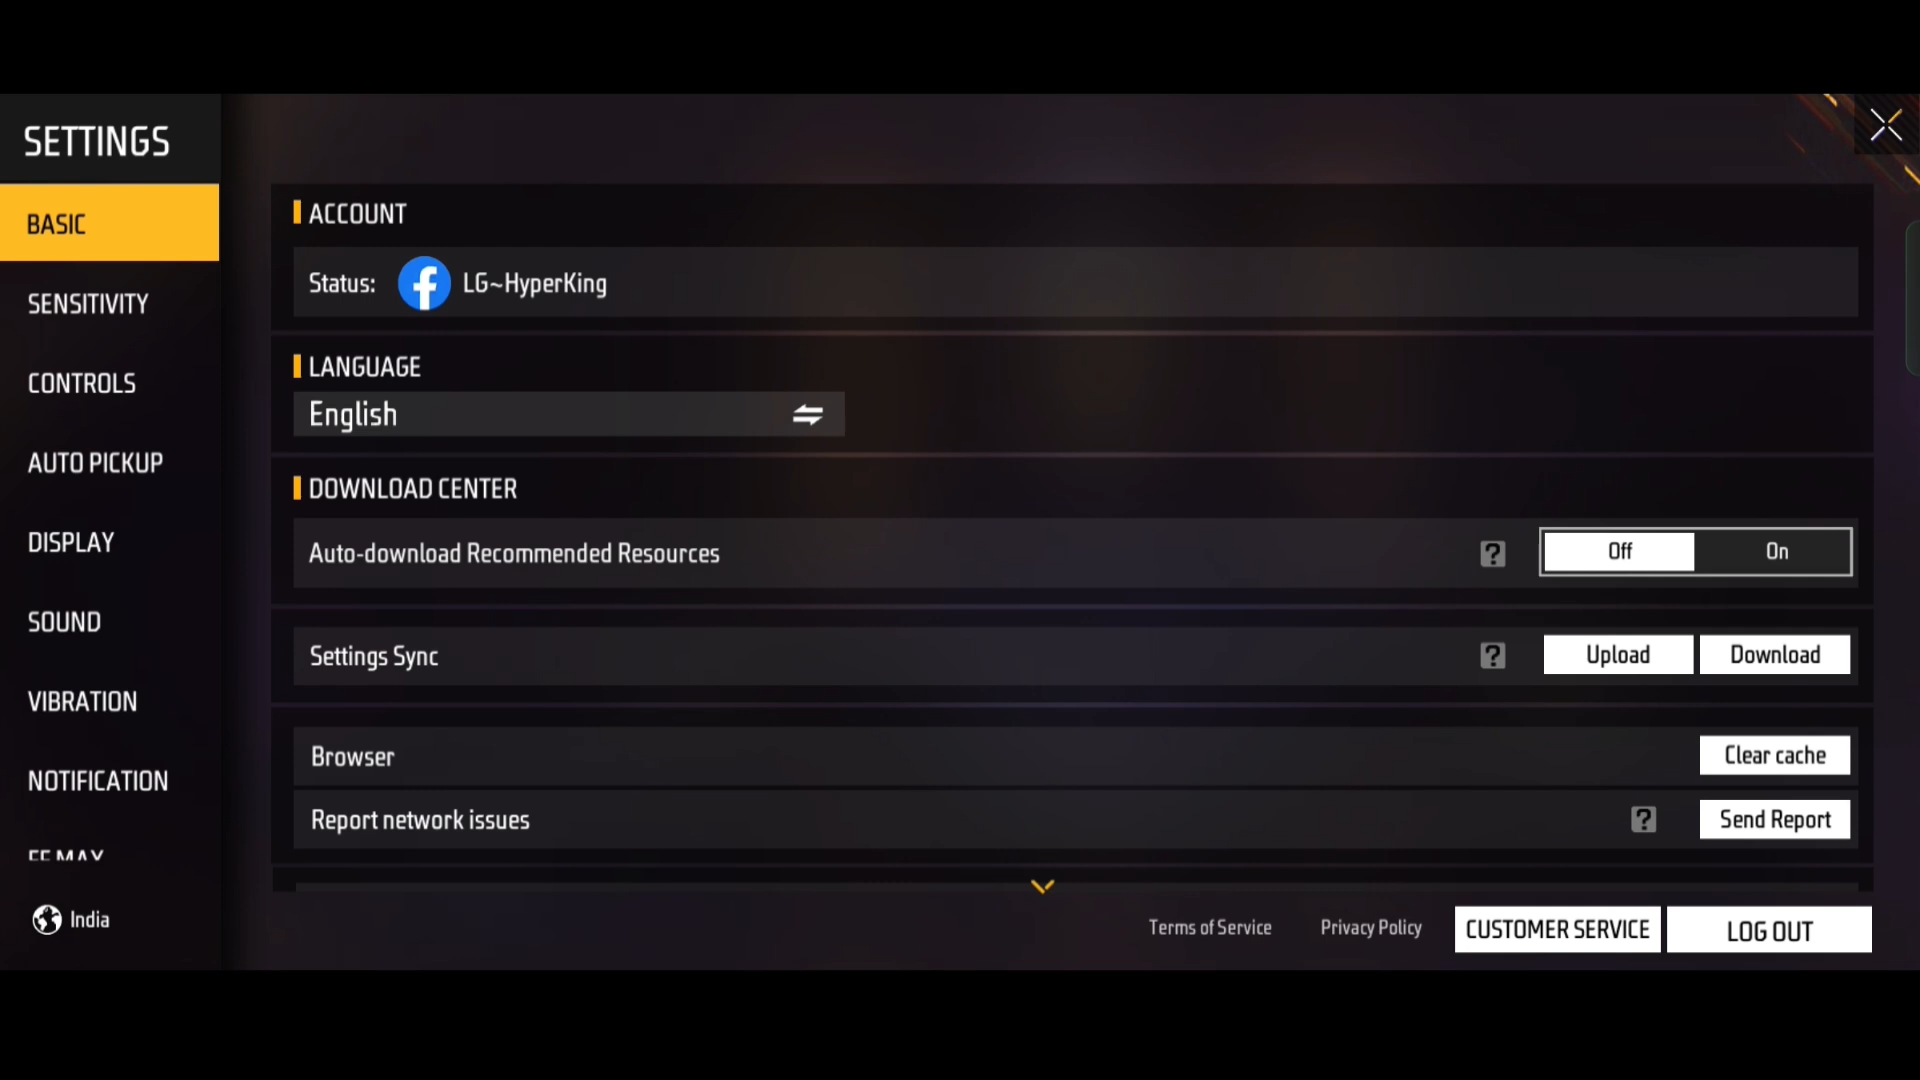 SETTINGS
BASIC
SENSITIVITY
CONTROLS
AUTO PICKUP
DISPLAY
SOUND
VIBRATION
NOTIFICATION
FF MAX
India
ACCOUNT
Status: LG~HyperKing
LANGUAGE
English
DOWNLOAD CENTER
Auto-download Recommended Resources ? Off On
Settings Sync ? Upload Download
Browser Clear cache
Report network issues ? Send Report
Terms of Service Privacy Policy CUSTOMER SERVICE LOG OUT